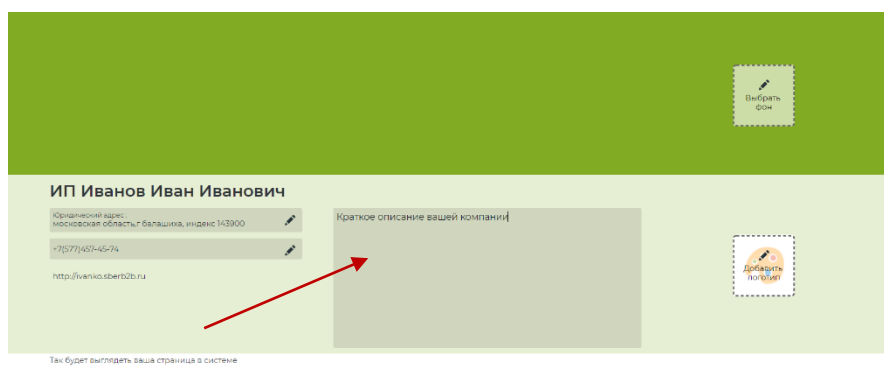 Выбрать
фон
ИП Иванов Иван Иванович
Юридический адрес:
московская область,г балашиха, индекс 143900
+7(577)457-45-74
http://ivanko.sberb2b.ru
Краткое описание вашей компании
Добавить
логотип
Так будет выглядеть ваша страница в системе